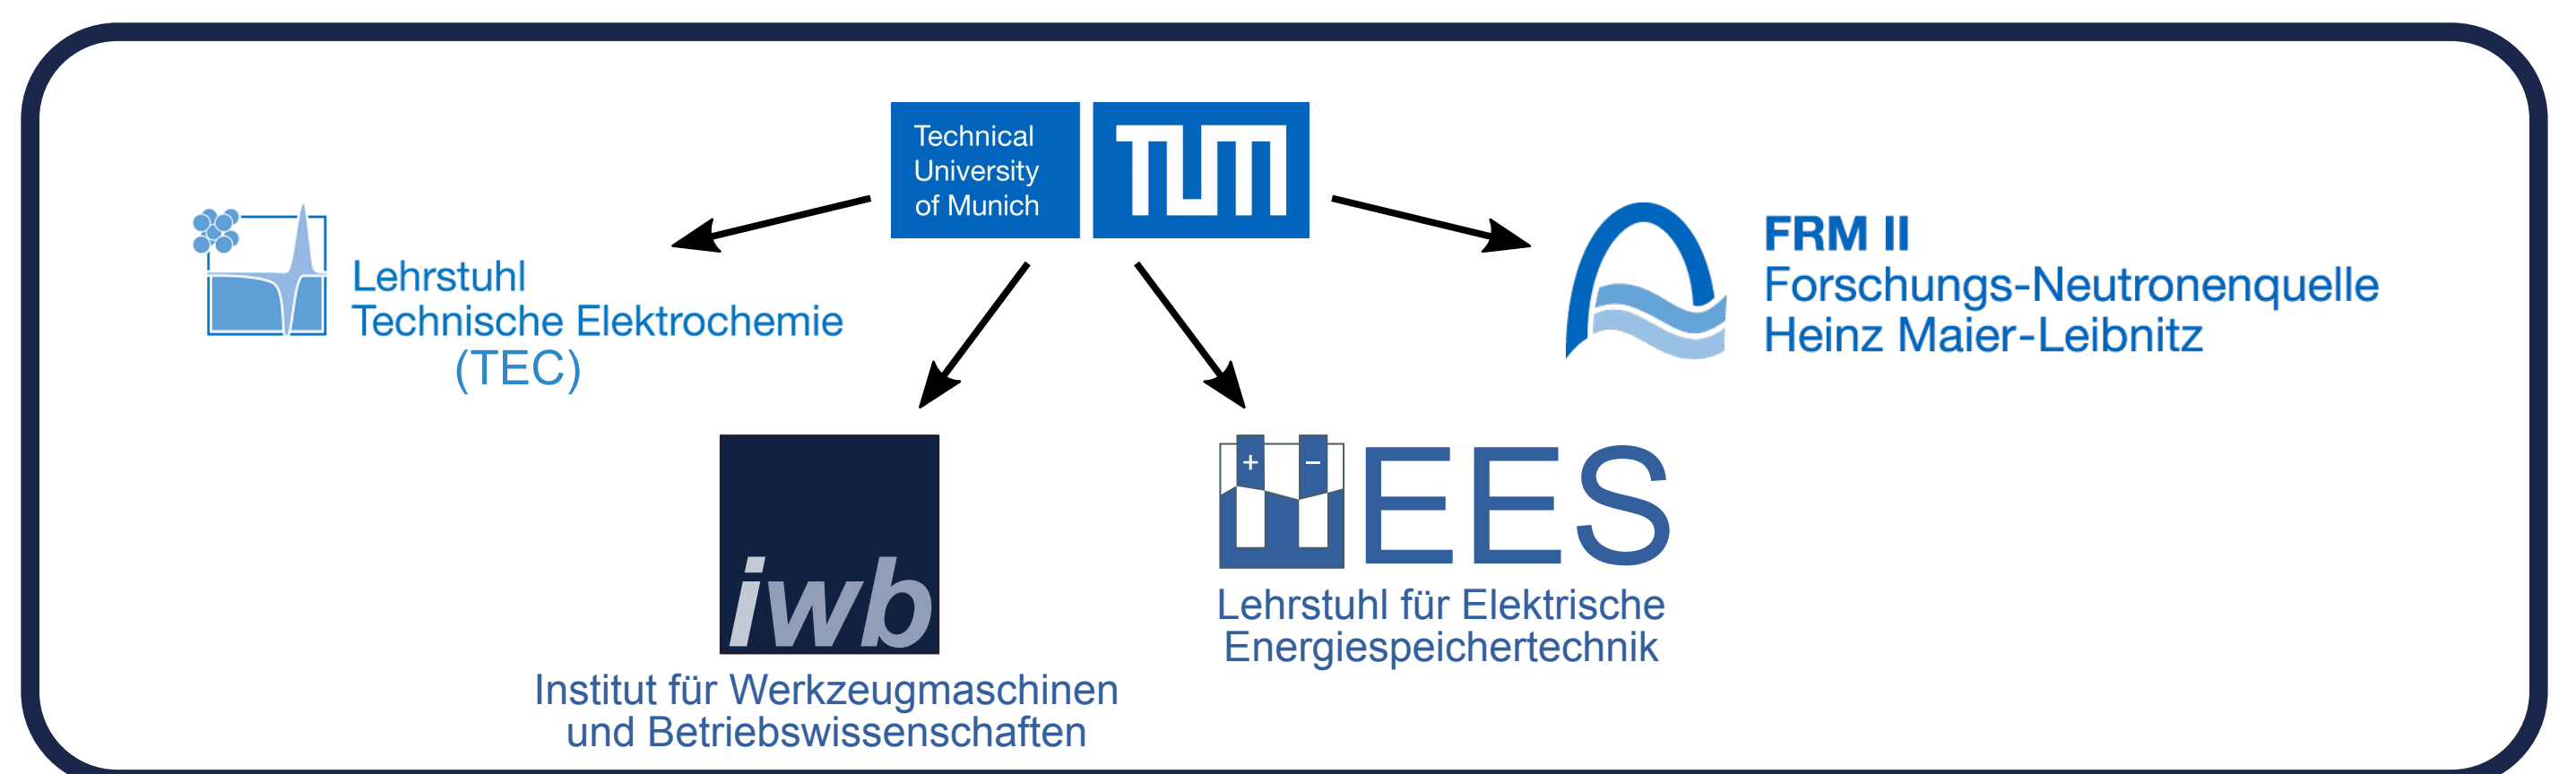 Technical
University
of Munich
TUM
Lehrstuhl
Technische Elektrochemie
(TEC)
FRM II
Forschungs-Neutronenquelle
Heinz Maier-Leibnitz
iwb
Institut für Werkzeugmaschinen
und Betriebswissenschaften
+ −
EES
Lehrstuhl für Elektrische
Energiespeichertechnik